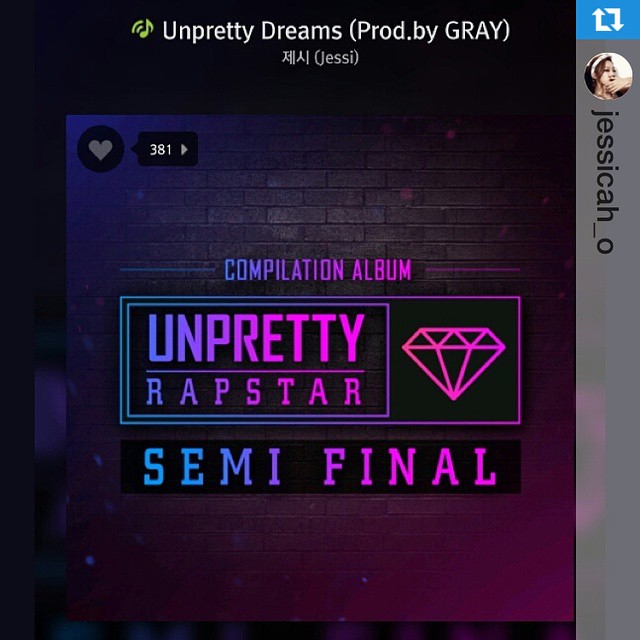 Unpretty Dreams (Prod.by GRAY)
제시 (Jessi)
381
COMPILATION ALBUM
UNPRETTY
RAPSTAR
SEMI FINAL
jessicah_o